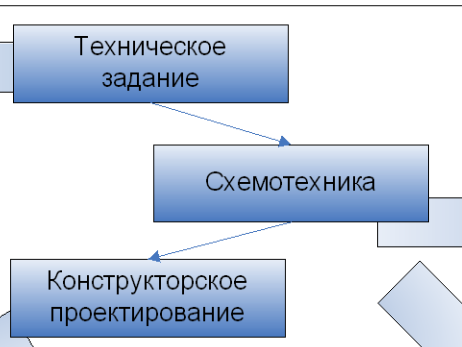 Техническое
задание
Схемотехника
Конструкторское
проектирование